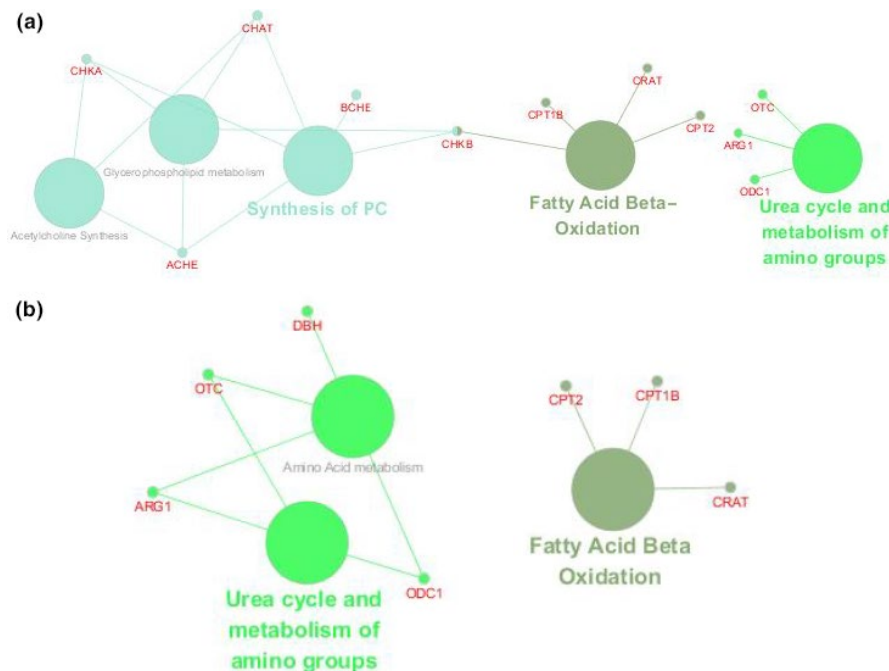 (a)
CHAT
CHKA
CRAT
BCHE
OTC
CPT1B
CPT2
ARG1
CHKB
Glycerophospholipid metabolism
ODC1
Synthesis of PC
Fatty Acid Beta–
Oxidation
Urea cycle and
metabolism of
amino groups
Acetylcholine Synthesis
ACHE
(b)
DBH
OTC
CPT2
CPT1B
Amino Acid metabolism
ARG1
CRAT
Fatty Acid Beta
Oxidation
ODC1
Urea cycle and
metabolism of
amino groups